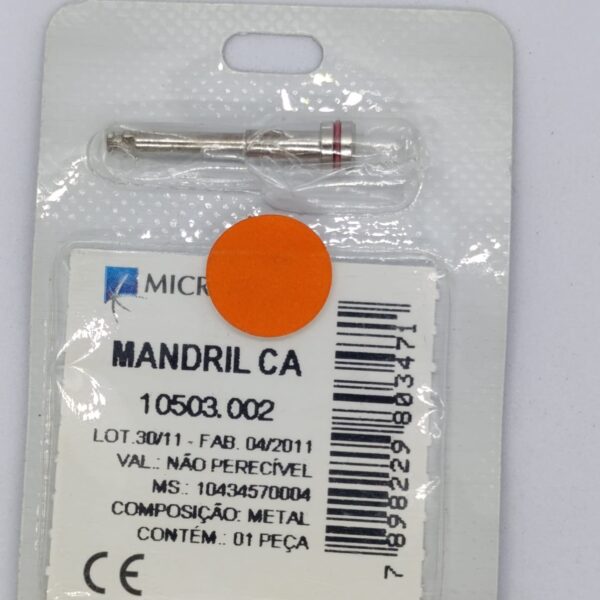 MICR
MANDRIL CA
10503.002
LOT.30/11 - FAB. 04/2011
VAL.: NÃO PERECÍVEL
MS.: 10434570004
COMPOSIÇÃO: METAL
CONTÉM.: 01 PEÇA
CE
7 898229 803471